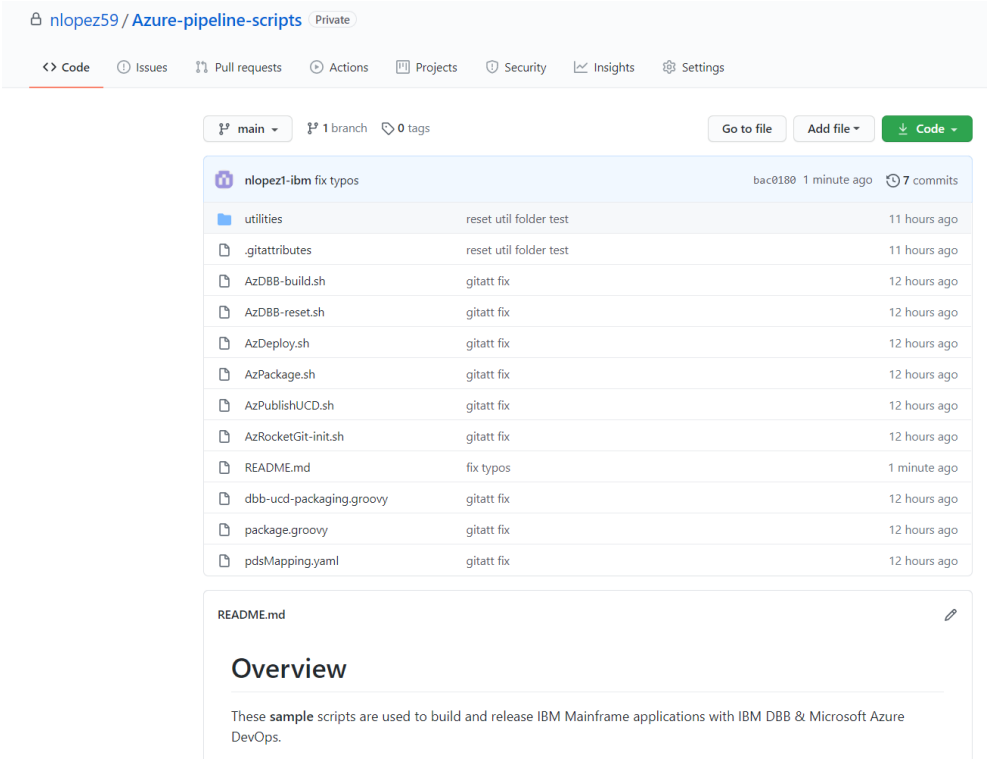 nlopez59 / Azure-pipeline-scripts Private
Code Issues Pull requests Actions Projects Security Insights Settings
main 1 branch 0 tags Go to file Add file Code
nlopez1-ibm fix typos bac0180 1 minute ago 7 commits
utilities reset util folder test 11 hours ago
.gitattributes reset util folder test 11 hours ago
AzDBB-build.sh gitatt fix 12 hours ago
AzDBB-reset.sh gitatt fix 12 hours ago
AzDeploy.sh gitatt fix 12 hours ago
AzPackage.sh gitatt fix 12 hours ago
AzPublishUCD.sh gitatt fix 12 hours ago
AzRocketGit-init.sh gitatt fix 12 hours ago
README.md fix typos 1 minute ago
dbb-ucd-packaging.groovy gitatt fix 12 hours ago
package.groovy gitatt fix 12 hours ago
pdsMapping.yaml gitatt fix 12 hours ago
README.md
Overview
These sample scripts are used to build and release IBM Mainframe applications with IBM DBB & Microsoft Azure
DevOps.